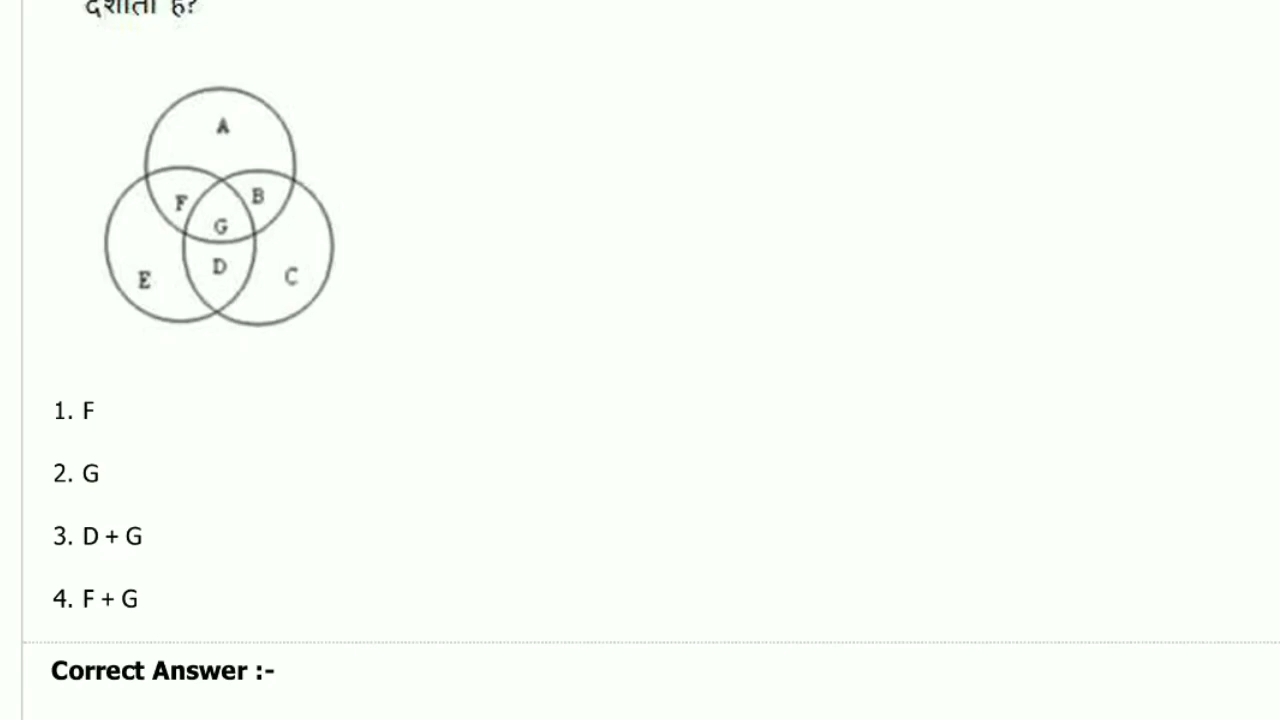 दर्शाता है?
A
F B
G
E D C
1. F
2. G
3. D + G
4. F + G
Correct Answer :-